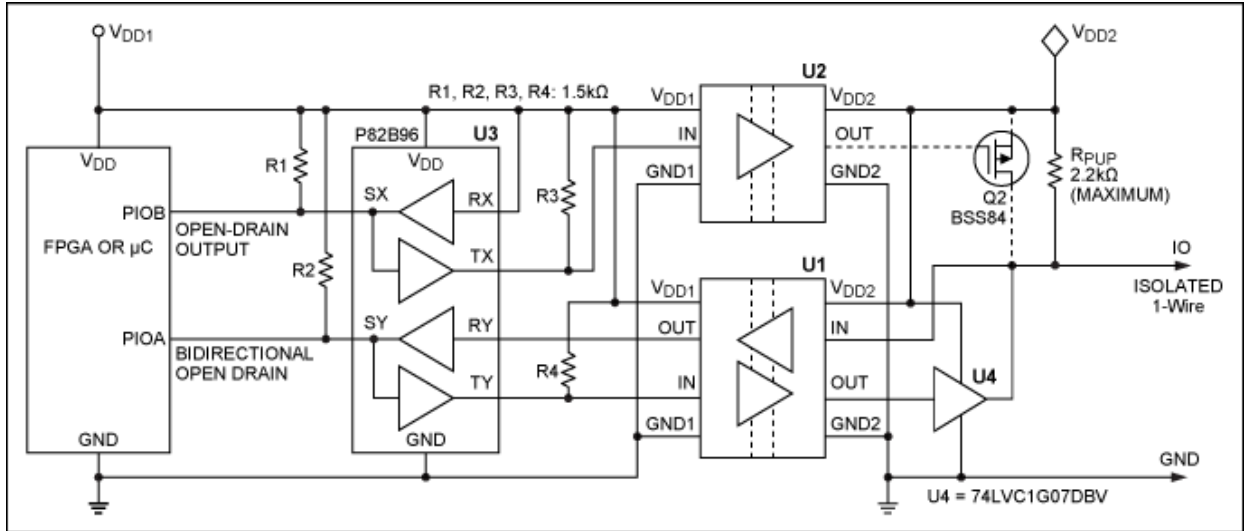 VDD1
VDD2
U2
R1, R2, R3, R4: 1.5kΩ
VDD1
VDD2
P82B96
U3
IN
OUT
VDD
VDD
R1
RPUP
2.2kΩ
(MAXIMUM)
GND1
GND2
SX
RX
R3
Q2
BSS84
PIOB
OPEN-DRAIN
OUTPUT
FPGA OR µC
TX
IO
R2
U1
ISOLATED
1-Wire
VDD1
VDD2
SY
RY
OUT
IN
PIOA
BIDIRECTIONAL
OPEN DRAIN
R4
U4
TY
IN
OUT
GND1
GND2
GND
GND
GND
U4 = 74LVC1G07DBV